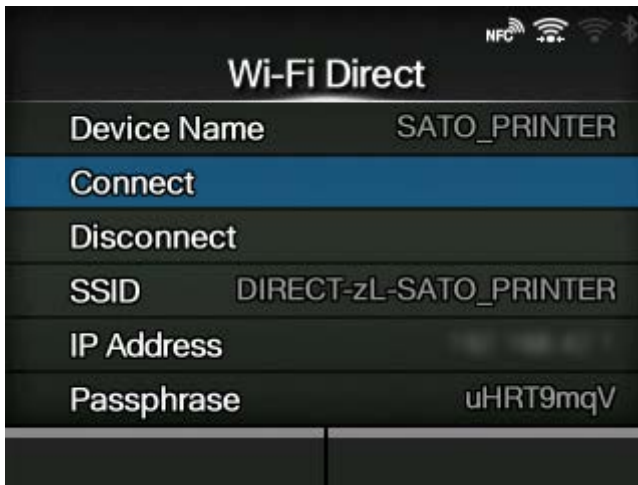 NFC
Wi-Fi Direct
Device Name SATO_PRINTER
Connect
Disconnect
SSID DIRECT-zL-SATO_PRINTER
IP Address
Passphrase uHRT9mqV